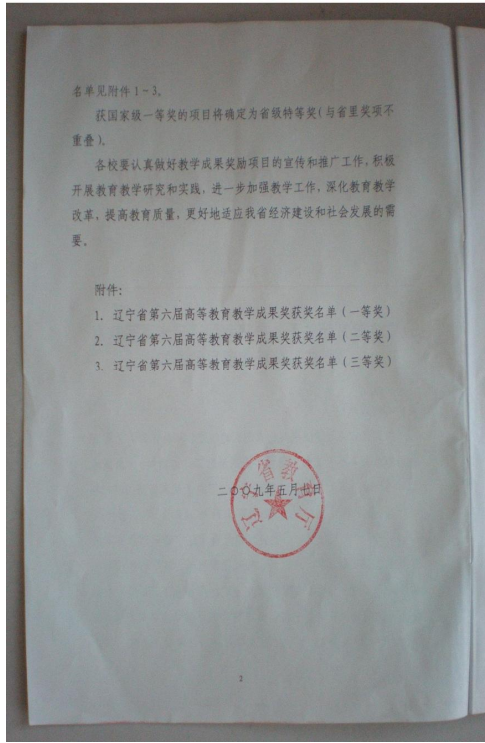 名单见附件1-3。
获国家级一等奖的项目将确定为省级特等奖(与省里奖项不
重叠)。
各校要认真做好教学成果奖励项目的宣传和推广工作,积极
开展教育教学研究和实践,进一步加强教学工作,深化教育教学
改革,提高教育质量,更好地适应我省经济建设和社会发展的需
要。
附件:
1. 辽宁省第六届高等教育教学成果奖获奖名单(一等奖)
2. 辽宁省第六届高等教育教学成果奖获奖名单(二等奖)
3. 辽宁省第六届高等教育教学成果奖获奖名单(三等奖)
辽宁省教育厅
二〇〇九年五月七日
2